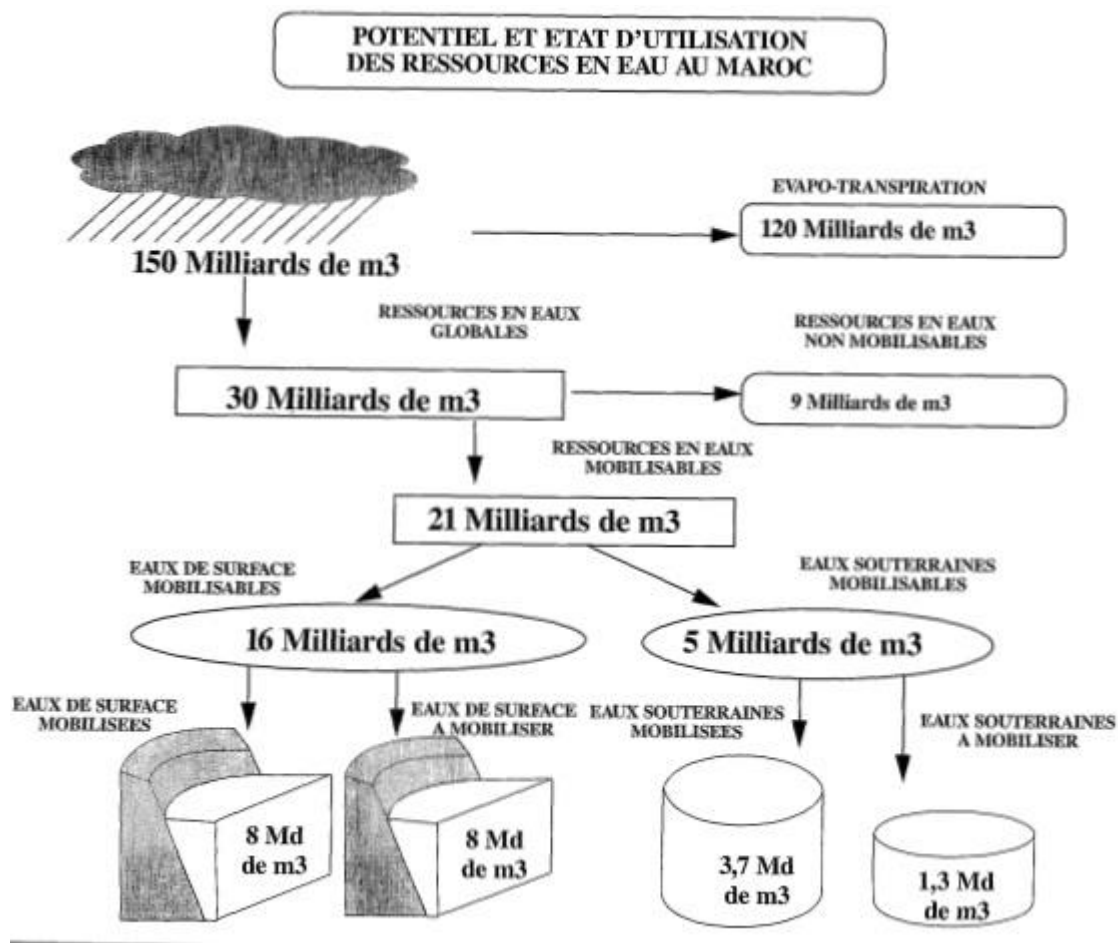 POTENTIEL ET ETAT D'UTILISATION
DES RESSOURCES EN EAU AU MAROC
EVAPO-TRANSPIRATION
120 Milliards de m3
150 Milliards de m3
RESSOURCES EN EAUX
GLOBALES
RESSOURCES EN EAUX
NON MOBILISABLES
30 Milliards de m3
9 Milliards de m3
RESSOURCES EN EAUX
MOBILISABLES
21 Milliards de m3
EAUX DE SURFACE
MOBILISABLES
EAUX SOUTERRAINES
MOBILISABLES
16 Milliards de m3
5 Milliards de m3
EAUX DE SURFACE
MOBILISEES
EAUX DE SURFACE
A MOBILISER
EAUX SOUTERRAINES
MOBILISEES
EAUX SOUTERRAINES
A MOBILISER
8 Md
de m3
8 Md
de m3
3,7 Md
de m3
1,3 Md
de m3